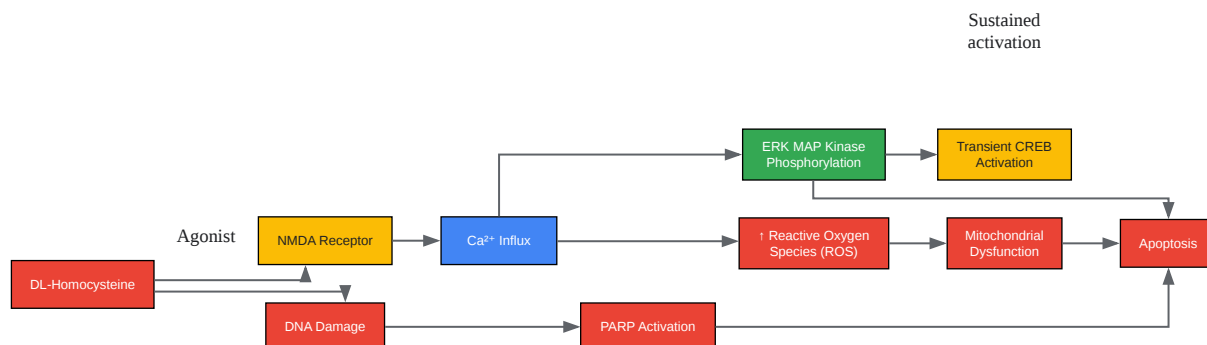 Sustained
activation
ERK MAP Kinase
Phosphorylation
Transient CREB
Activation
Agonist
NMDA Receptor
Ca²⁺ Influx
↑ Reactive Oxygen
Species (ROS)
Mitochondrial
Dysfunction
Apoptosis
DL-Homocysteine
DNA Damage
PARP Activation